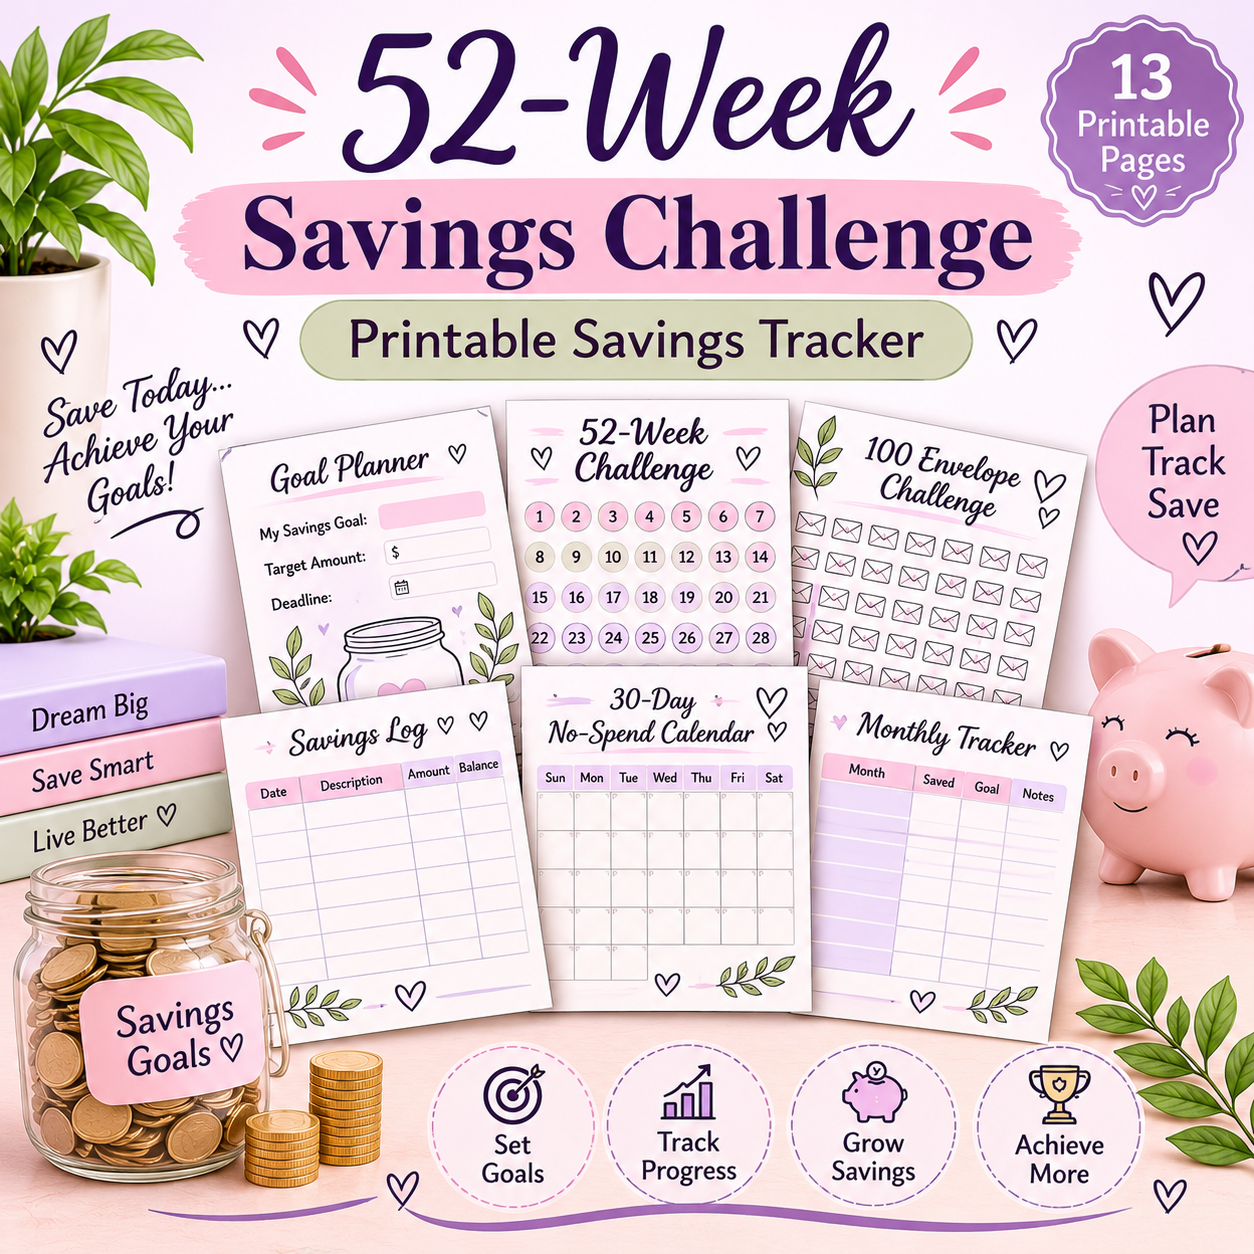 52-Week
Savings Challenge
Printable Savings Tracker
13
Printable
Pages
Save Today...
Achieve Your
Goals!
Plan
Track
Save
Goal Planner
My Savings Goal:
Target Amount:
$
Deadline:
52-Week
Challenge
1 2 3 4 5 6 7
8 9 10 11 12 13 14
15 16 17 18 19 20 21
22 23 24 25 26 27 28
100 Envelope
Challenge
Dream Big
Save Smart
Live Better
Savings Log
Date Description Amount Balance
30-Day
No-Spend Calendar
Sun Mon Tue Wed Thu Fri Sat
Monthly Tracker
Month Saved Goal Notes
Savings
Goals
Set
Goals
Track
Progress
Grow
Savings
Achieve
More